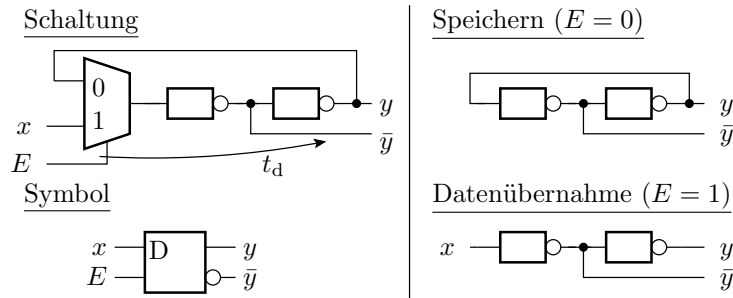 Schaltung
0
1
x
E
y
ȳ
t_d
Symbol
x
E
D
y
ȳ
Speichern (E = 0)
y
ȳ
Datenübernahme (E = 1)
x
y
ȳ